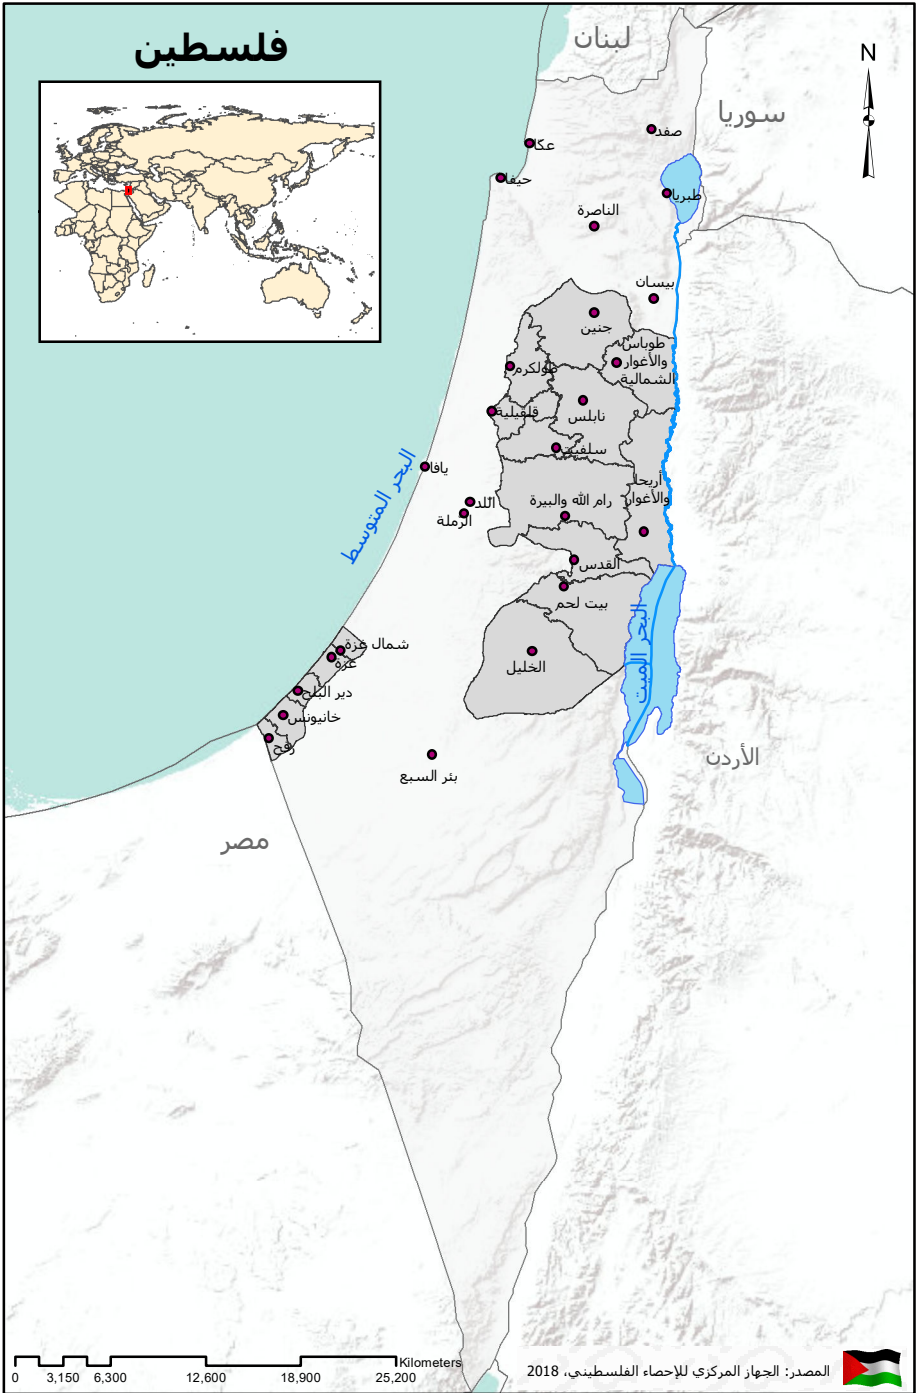 فلسطين
لبنان
N
سوريا
صفد
عكا
حيفا
طبريا
الناصرة
بيسان
جنين
طوباس
والأغوار
الشمالية
طولكرم
نابلس
قلقيلية
سلفيت
يافا
البحر المتوسط
أريحا
والأغوار
رام الله والبيرة
اللد
الرملة
القدس
بيت لحم
البحر الميت
الخليل
شمال غزة
غزة
دير البلح
خانيونس
رفح
بئر السبع
الأردن
مصر
Kilometers
0 3,150 6,300 12,600 18,900 25,200
المصدر: الجهاز المركزي للإحصاء الفلسطيني، 2018